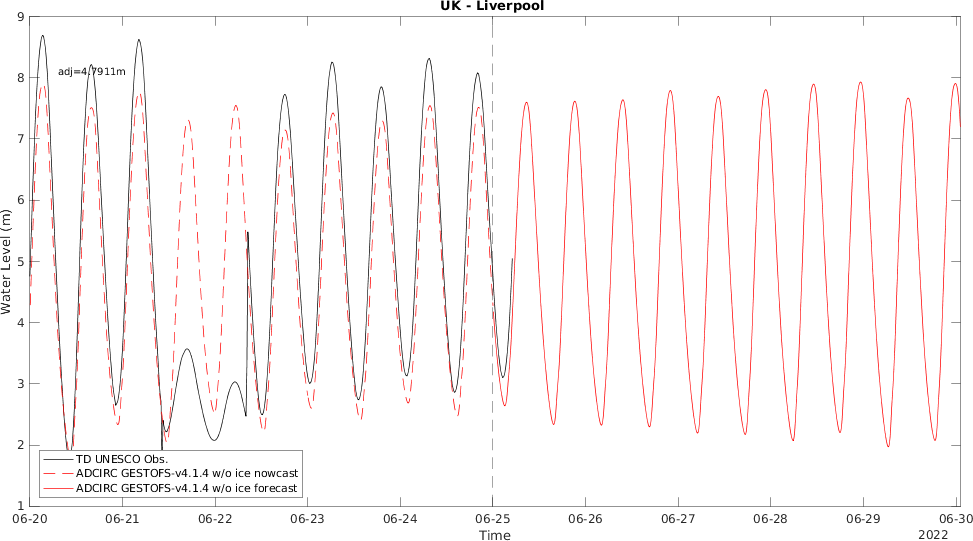 UK - Liverpool
9
8
7
6
5
4
3
2
1
Water Level (m)
adj=4.7911m
TD UNESCO Obs.
ADCIRC GESTOFS-v4.1.4 w/o ice nowcast
ADCIRC GESTOFS-v4.1.4 w/o ice forecast
06-20 06-21 06-22 06-23 06-24 06-25 06-26 06-27 06-28 06-29 06-30
Time
2022